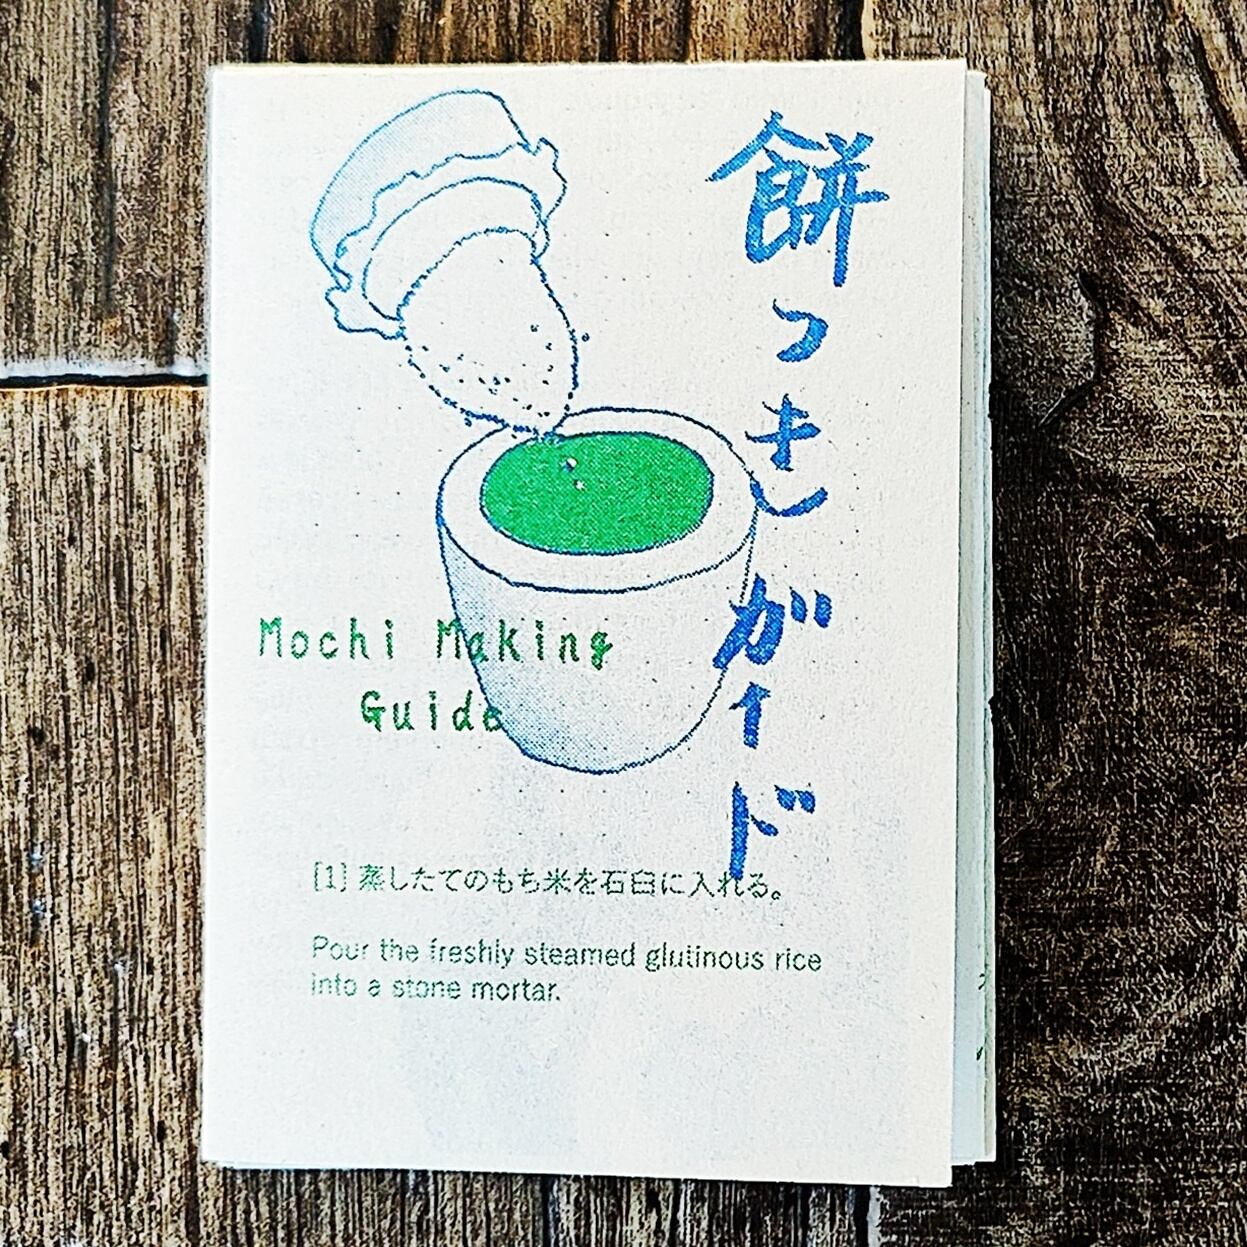 餅つきガイド
Mochi Making
Guide
[1] 蒸したてのもち米を石臼に入れる。
Pour the freshly steamed glutinous rice
into a stone mortar.